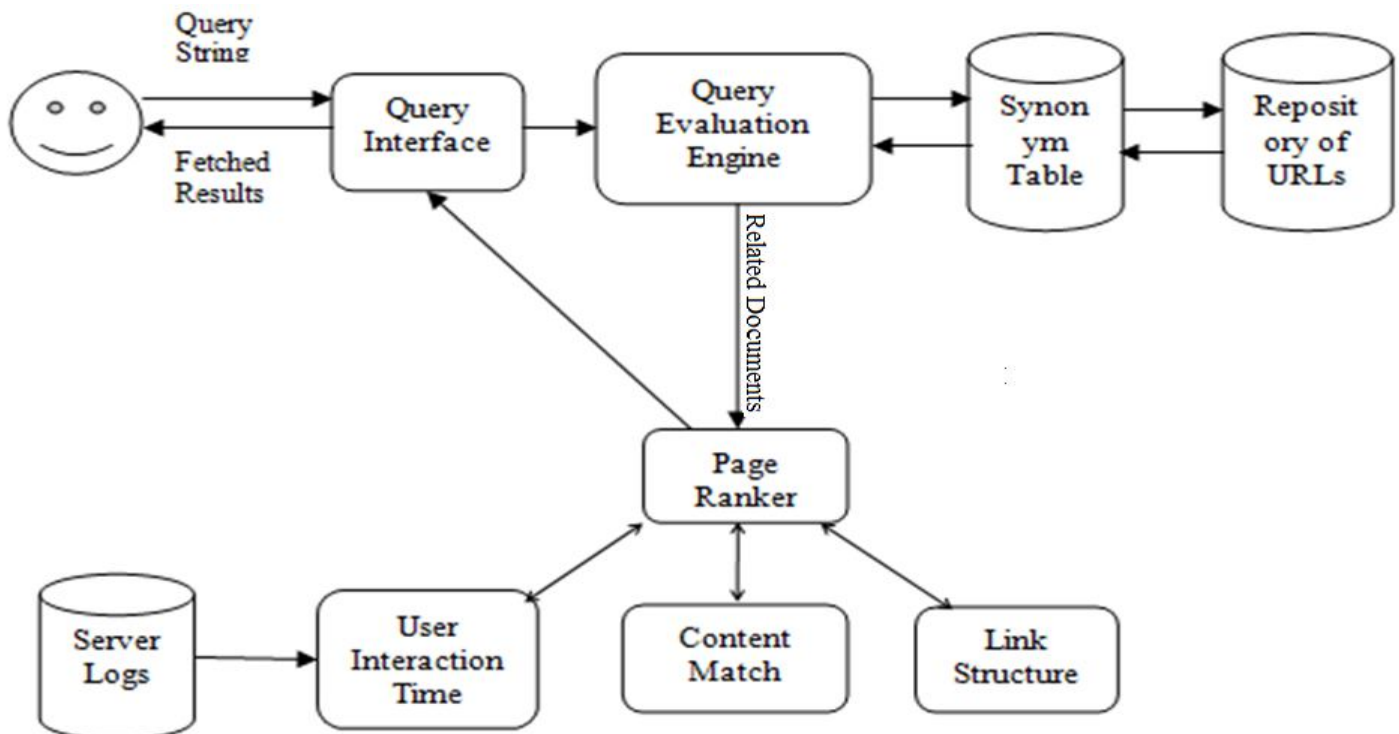 Query
String
Fetched
Results
Query
Interface
Query
Evaluation
Engine
Synon
ym
Table
Reposit
ory of
URLs
Related Documents
Page
Ranker
Server
Logs
User
Interaction
Time
Content
Match
Link
Structure